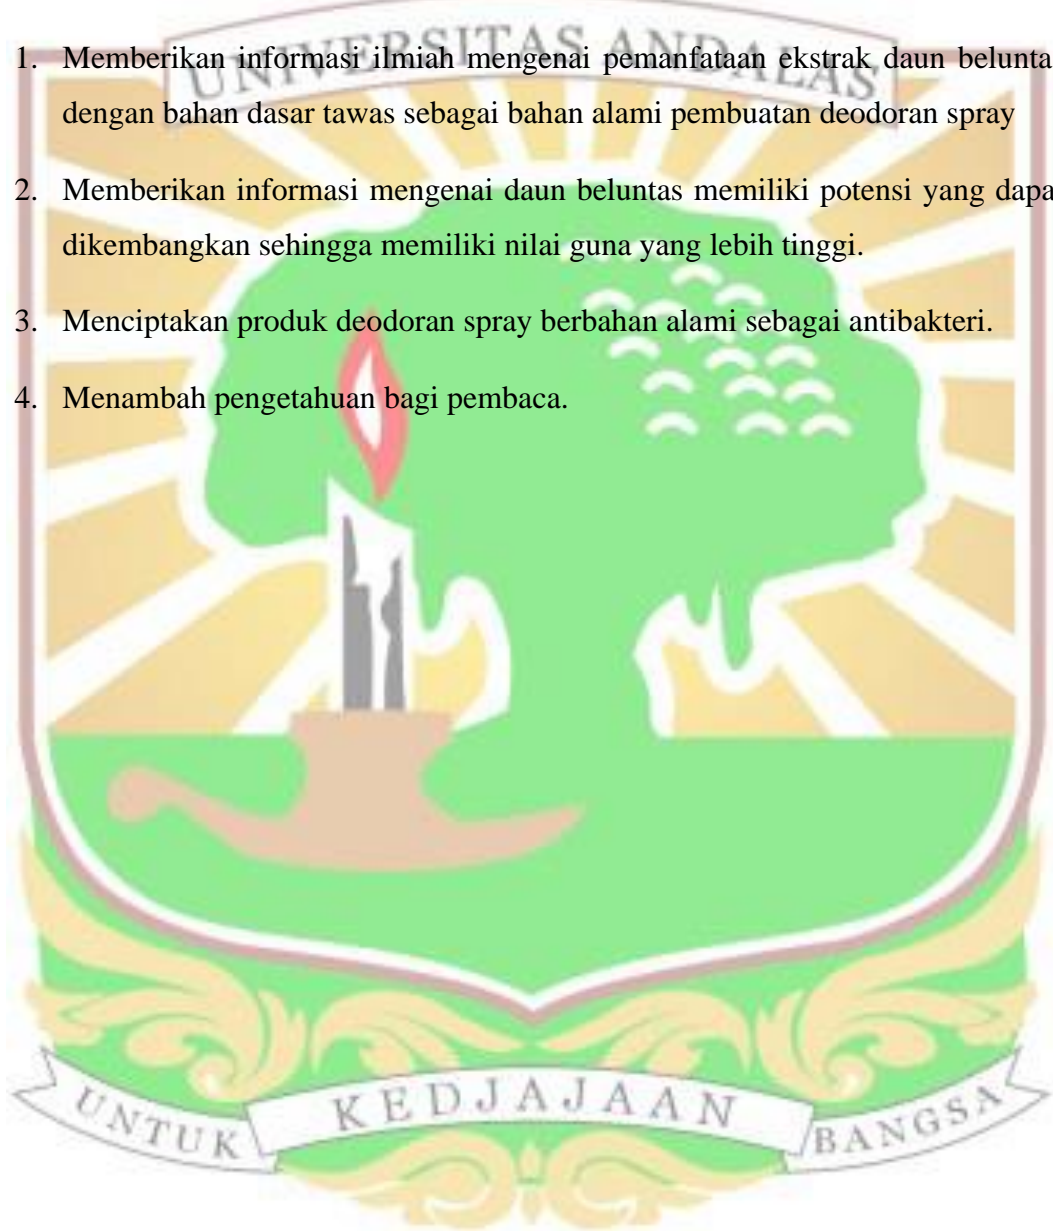 UNIVERSITAS ANDALAS
1. Memberikan informasi ilmiah mengenai pemanfataan ekstrak daun belunta
dengan bahan dasar tawas sebagai bahan alami pembuatan deodoran spray
2. Memberikan informasi mengenai daun beluntas memiliki potensi yang dapa
dikembangkan sehingga memiliki nilai guna yang lebih tinggi.
3. Menciptakan produk deodoran spray berbahan alami sebagai antibakteri.
4. Menambah pengetahuan bagi pembaca.
UNTUK KEDJAJAAN BANGSA